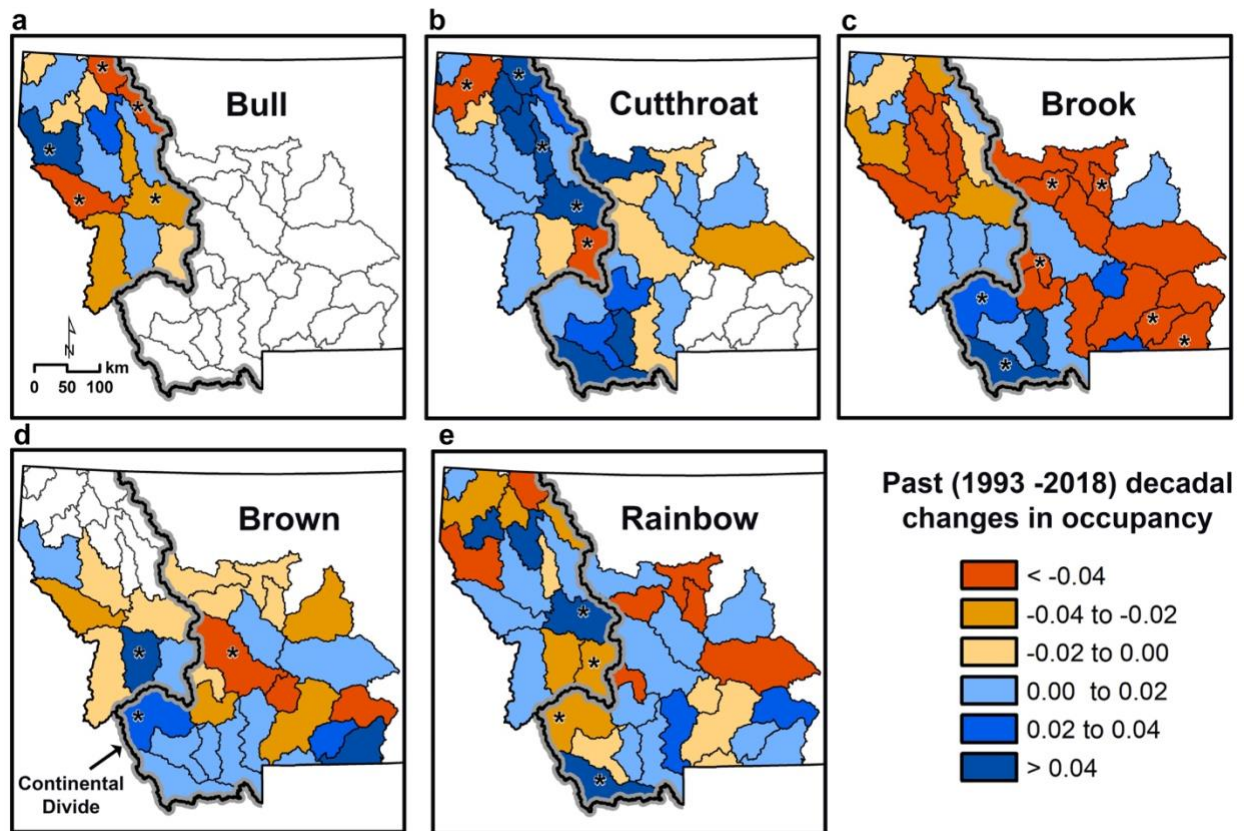 a
Bull
N
km
0 50 100
b
Cutthroat
c
Brook
d
Brown
Continental
Divide
e
Rainbow
Past (1993 -2018) decadal
changes in occupancy
< -0.04
-0.04 to -0.02
-0.02 to 0.00
0.00 to 0.02
0.02 to 0.04
> 0.04